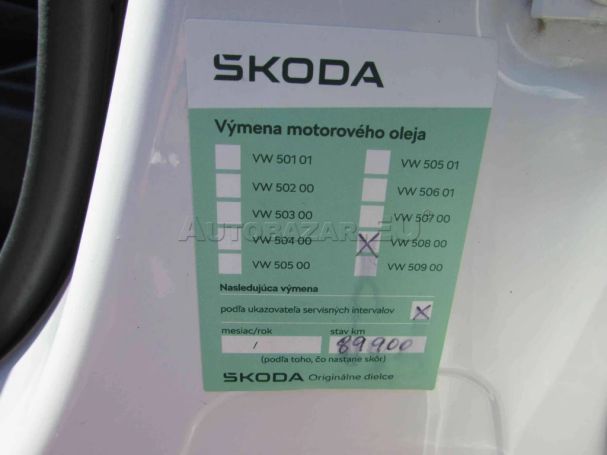 ŠKODA
Výmena motorového oleja
VW 501 01 VW 505 01
VW 502 00 VW 506 01
VW 503 00 VW 507 00
VW 504 00 VW 508 00
VW 505 00 VW 509 00
AUTOBAZAR.EU
Nasledujúca výmena
podľa ukazovateľa servisných intervalov
mesiac/rok stav km
/ 89900
(podľa toho, čo nastane skôr)
ŠKODA Originálne dielce